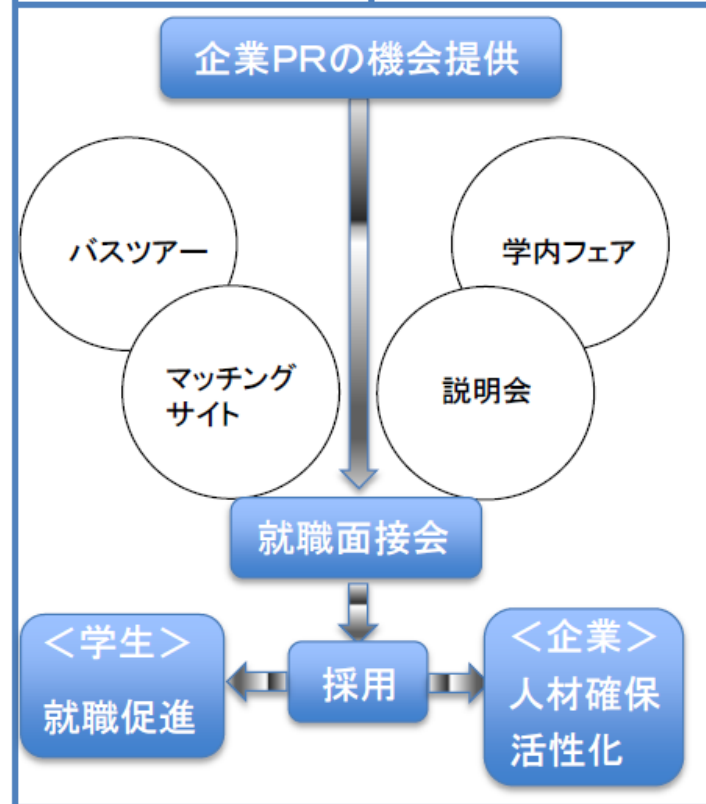 企業PRの機会提供
バスツアー
学内フェア
マッチング
サイト
説明会
就職面接会
＜学生＞
就職促進
採用
＜企業＞
人材確保
活性化